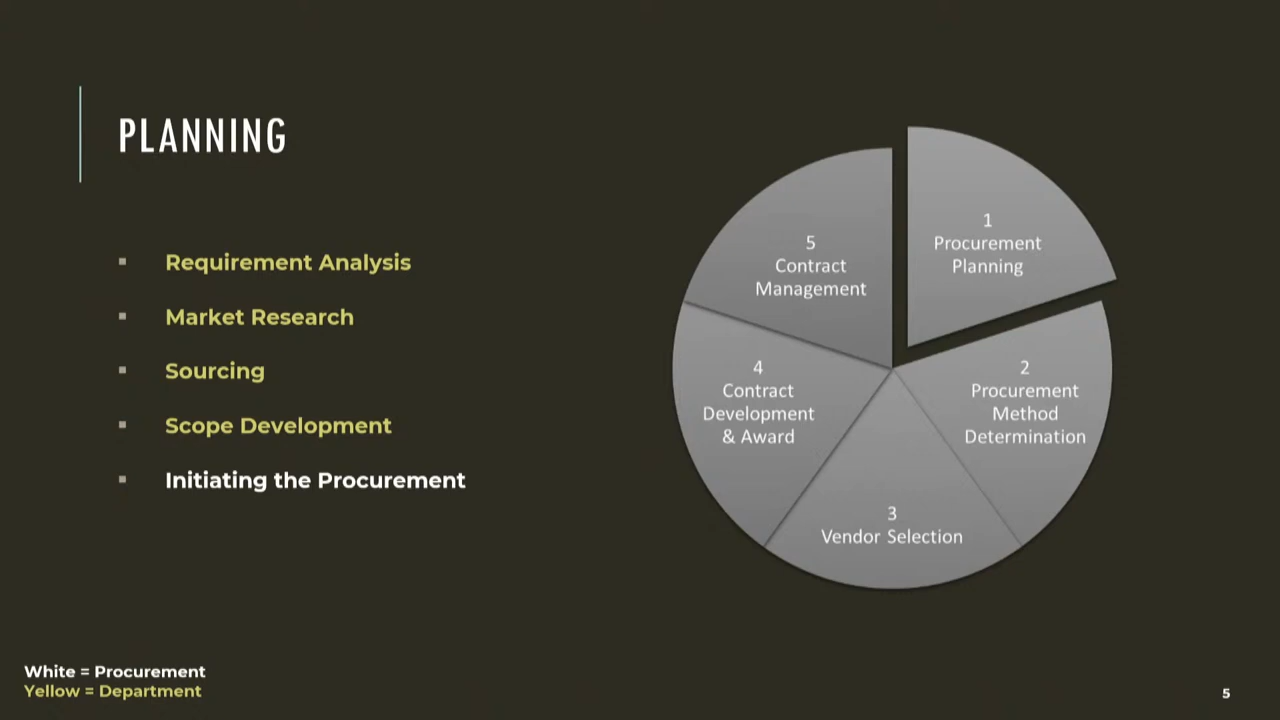 PLANNING
Requirement Analysis
Market Research
Sourcing
Scope Development
Initiating the Procurement
1
Procurement
Planning
2
Procurement
Method
Determination
3
Vendor Selection
4
Contract
Development
& Award
5
Contract
Management
White = Procurement
Yellow = Department
5